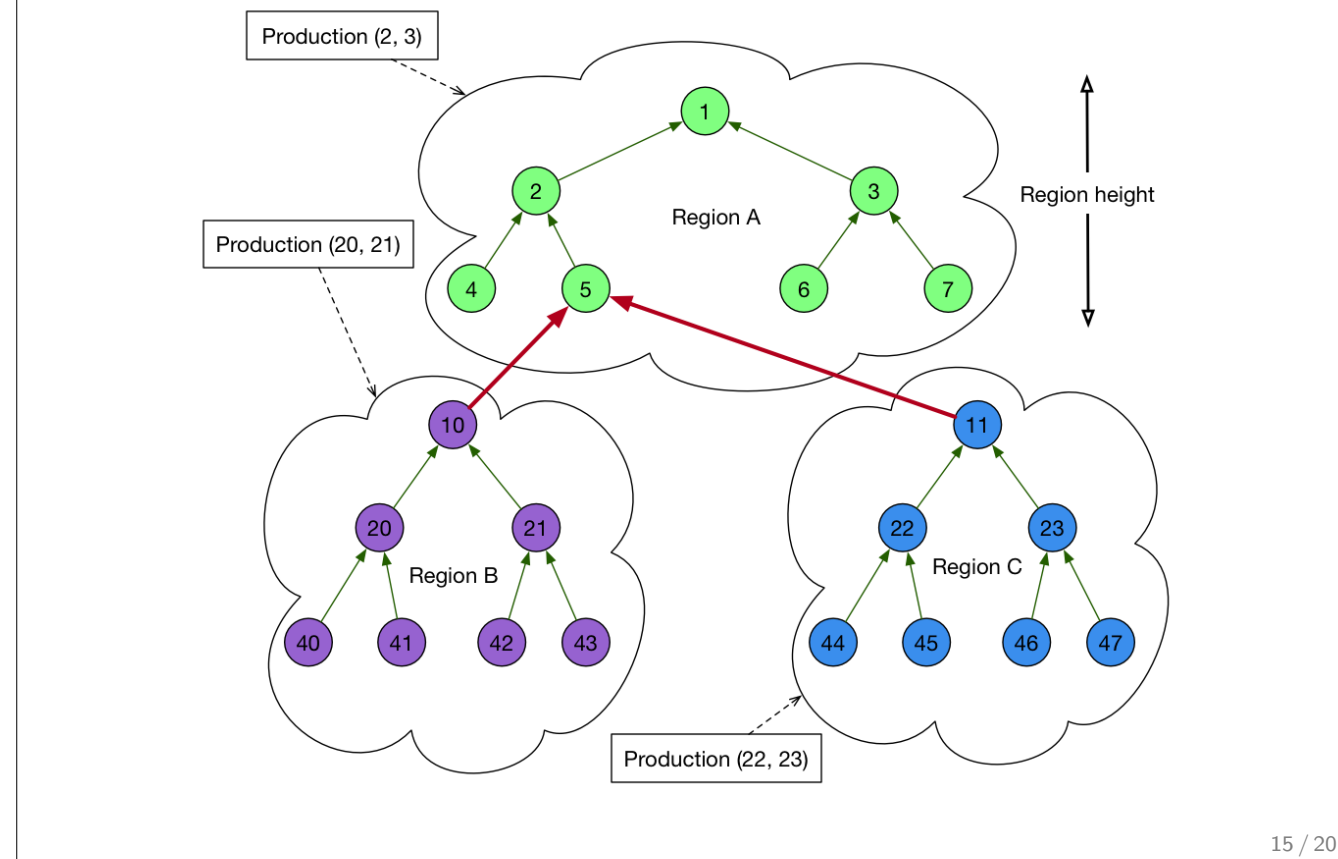 Production (2, 3)
1
2
3
Region height
Region A
Production (20, 21)
4
5
6
7
10
11
20
21
22
23
Region B
Region C
40
41
42
43
44
45
46
47
Production (22, 23)
15 / 20